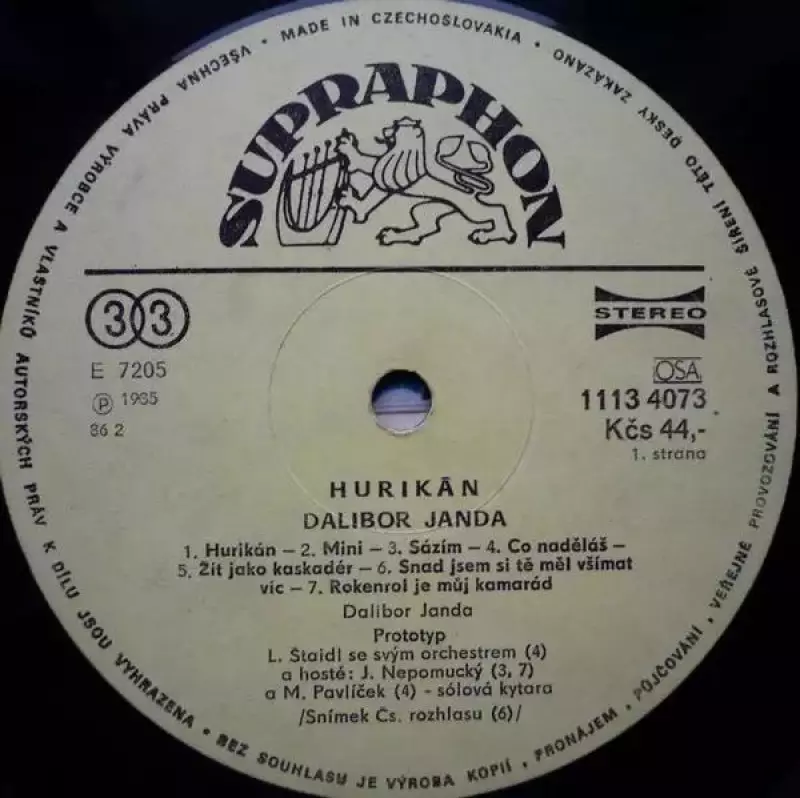 • MADE IN CZECHOSLOVAKIA •
VŠECHNA PRÁVA VÝROBCE A VLASTNÍKŮ AUTORSKÝCH PRÁV K DÍLU JSOU VYHRAZENA • BEZ SOUHLASU JE VÝROBA KOPIÍ, PRONÁJEM, PŮJČOVÁNÍ, VEŘEJNÉ PROVOZOVÁNÍ A ROZHLASOVÉ ŠÍŘENÍ TÉTO DESKY ZAKÁZÁNO
SUPRAPHON
33
STEREO
E 7205
OSA
Ⓟ 1985
1113 4073
86 2
Kčs 44,-
1. strana
HURIKÁN
DALIBOR JANDA
1. Hurikán – 2. Mini – 3. Sázím – 4. Co naděláš –
5. Žít jako kaskadér – 6. Snad jsem si tě měl všímat
víc – 7. Rokenrol je můj kamarád
Dalibor Janda
Prototyp
L. Štaidl se svým orchestrem (4)
a hosté: J. Nepomucký (3, 7)
a M. Pavlíček (4) - sólová kytara
/Snímek Čs. rozhlasu (6)/